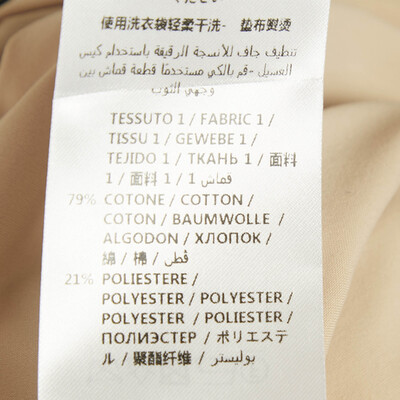 使用洗衣袋轻柔干洗- 垫布熨烫
تنظيف جاف للأنسجة الرقيقة باستخدام كيس
الغسيل -قم بالكي مستخدمًا قطعة قماش بين
وجهي الثوب
TESSUTO 1 / FABRIC 1 /
TISSU 1 / GEWEBE 1 /
TEJIDO 1 / ТКАНЬ 1 / 面料
1 / 面料 1 / 1 قماش
79% COTONE / COTTON /
COTON / BAUMWOLLE /
ALGODON / ХЛОПОК /
綿 / 棉 / قطن
21% POLIESTERE /
POLYESTER / POLYESTER /
POLYESTER / POLIESTER /
ПОЛИЭСТЕР / ポリエステ
ル / 聚酯纤维 / بوليستر